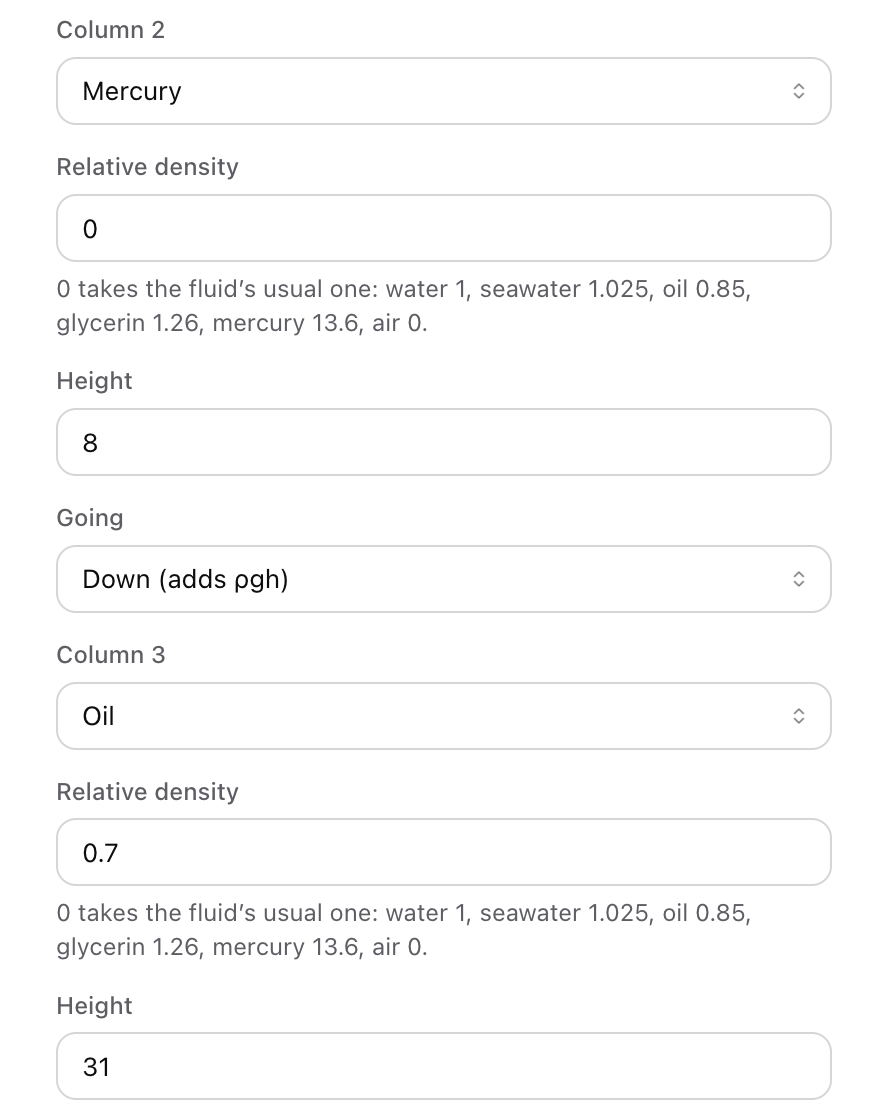 Column 2
Mercury
Relative density
0
0 takes the fluid’s usual one: water 1, seawater 1.025, oil 0.85,
glycerin 1.26, mercury 13.6, air 0.
Height
8
Going
Down (adds ρgh)
Column 3
Oil
Relative density
0.7
0 takes the fluid’s usual one: water 1, seawater 1.025, oil 0.85,
glycerin 1.26, mercury 13.6, air 0.
Height
31